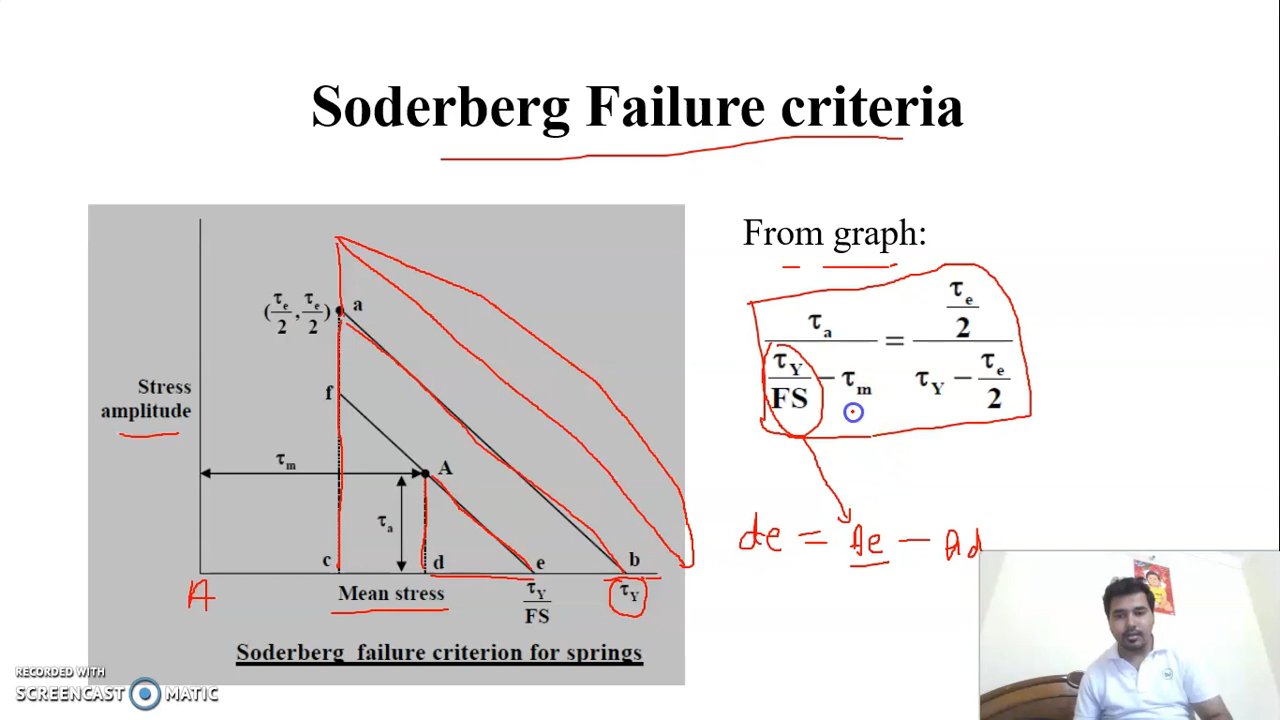 Soderberg Failure criteria
From graph:
τa / (τY/FS − τm) = (τe/2) / (τY − τe/2)
(τe/2, τe/2) a
Stress
amplitude
f
τm
A
τa
c d e b
A
Mean stress
τY/FS
τY
Soderberg failure criterion for springs
de = Ae − Ad
RECORDED WITH
SCREENCAST MATIC